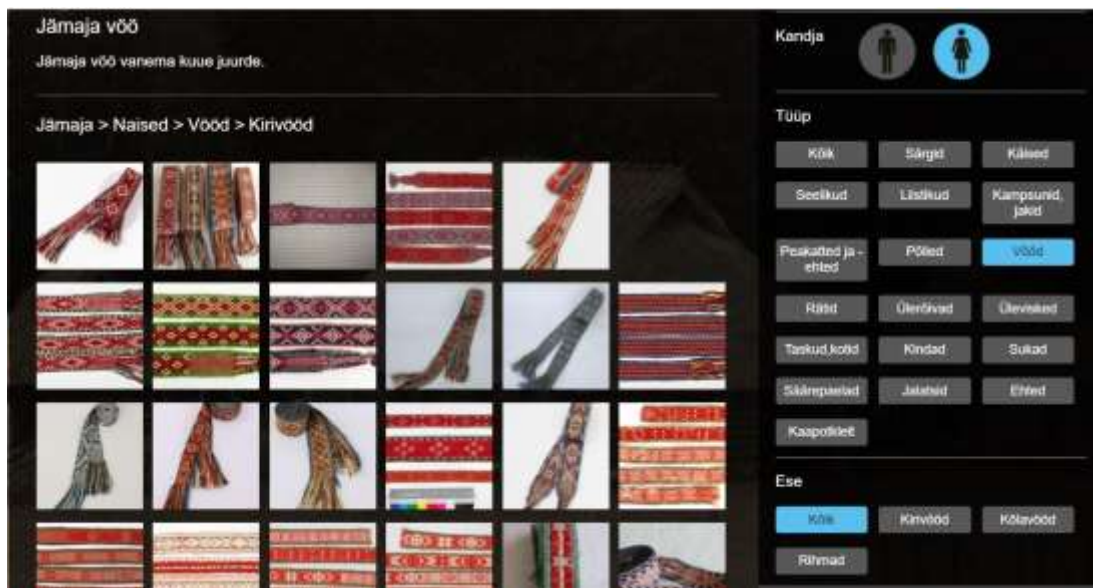 Jämaja vöö
Jämaja vöö vanema kuue juurde.
Jämaja > Naised > Vööd > Kirivööd
Kandja
Tüüp
Kõik
Särgid
Käised
Seelikud
Liistikud
Kampsunid,
jakid
Peakatted ja -
ehted
Põlled
Vööd
Rätid
Ülerõivad
Ülevisked
Taskud,kotid
Kindad
Sukad
Säärepaelad
Jalatsid
Ehted
Kaapotkleit
Ese
Kõik
Kirivööd
Kõlavööd
Rihmad